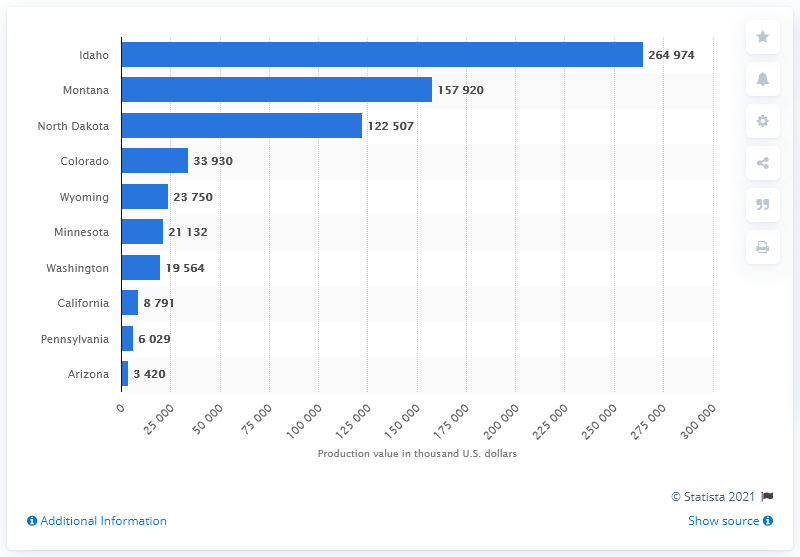 Idaho 264 974
Montana 157 920
North Dakota 122 507
Colorado 33 930
Wyoming 23 750
Minnesota 21 132
Washington 19 564
California 8 791
Pennsylvania 6 029
Arizona 3 420
0 25 000 50 000 75 000 100 000 125 000 150 000 175 000 200 000 225 000 250 000 275 000 300 000
Production value in thousand U.S. dollars
© Statista 2021
Additional Information Show source